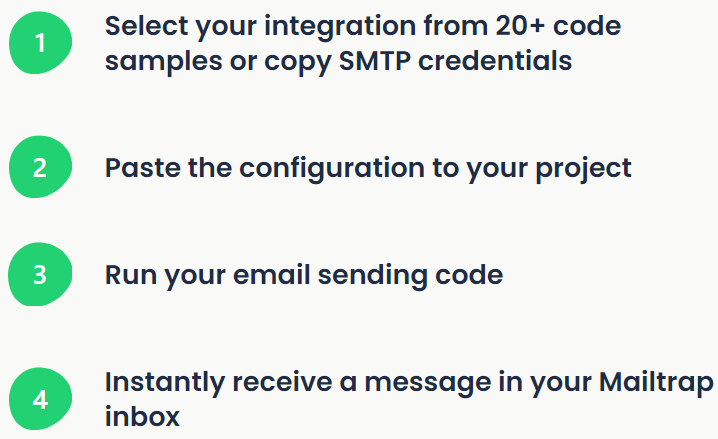 1
Select your integration from 20+ code
samples or copy SMTP credentials
2
Paste the configuration to your project
3
Run your email sending code
4
Instantly receive a message in your Mailtrap
inbox